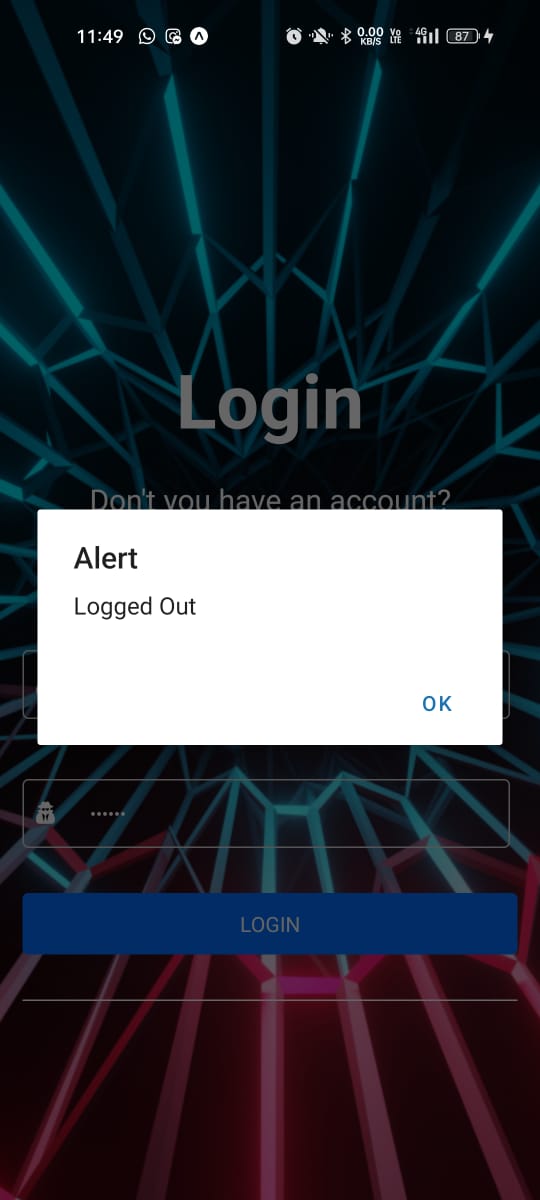 11:49
0.00 KB/S
Vo LTE
4G
87
Login
Don't you have an account?
Alert
Logged Out
OK
••••••
LOGIN